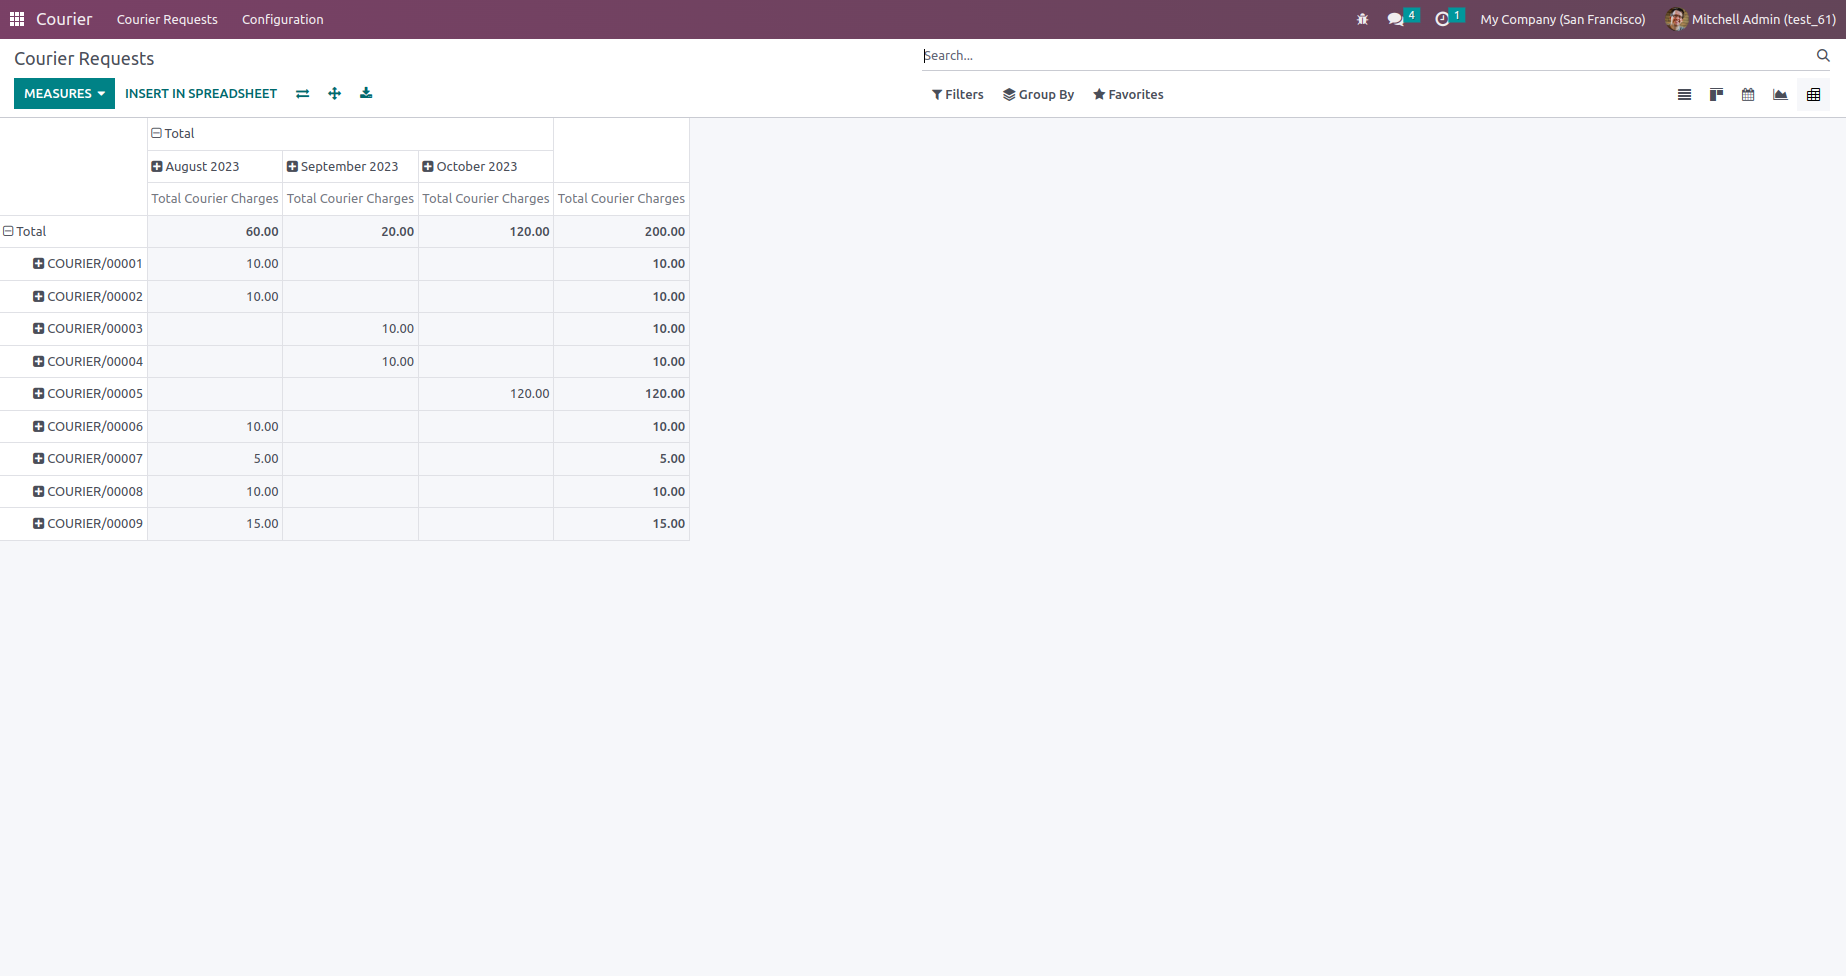 Courier Courier Requests Configuration 4 1 My Company (San Francisco) Mitchell Admin (test_61)
Courier Requests
Search...
MEASURES INSERT IN SPREADSHEET
Filters Group By Favorites
Total
August 2023 September 2023 October 2023
Total Courier Charges Total Courier Charges Total Courier Charges Total Courier Charges
Total 60.00 20.00 120.00 200.00
COURIER/00001 10.00 10.00
COURIER/00002 10.00 10.00
COURIER/00003 10.00 10.00
COURIER/00004 10.00 10.00
COURIER/00005 120.00 120.00
COURIER/00006 10.00 10.00
COURIER/00007 5.00 5.00
COURIER/00008 10.00 10.00
COURIER/00009 15.00 15.00